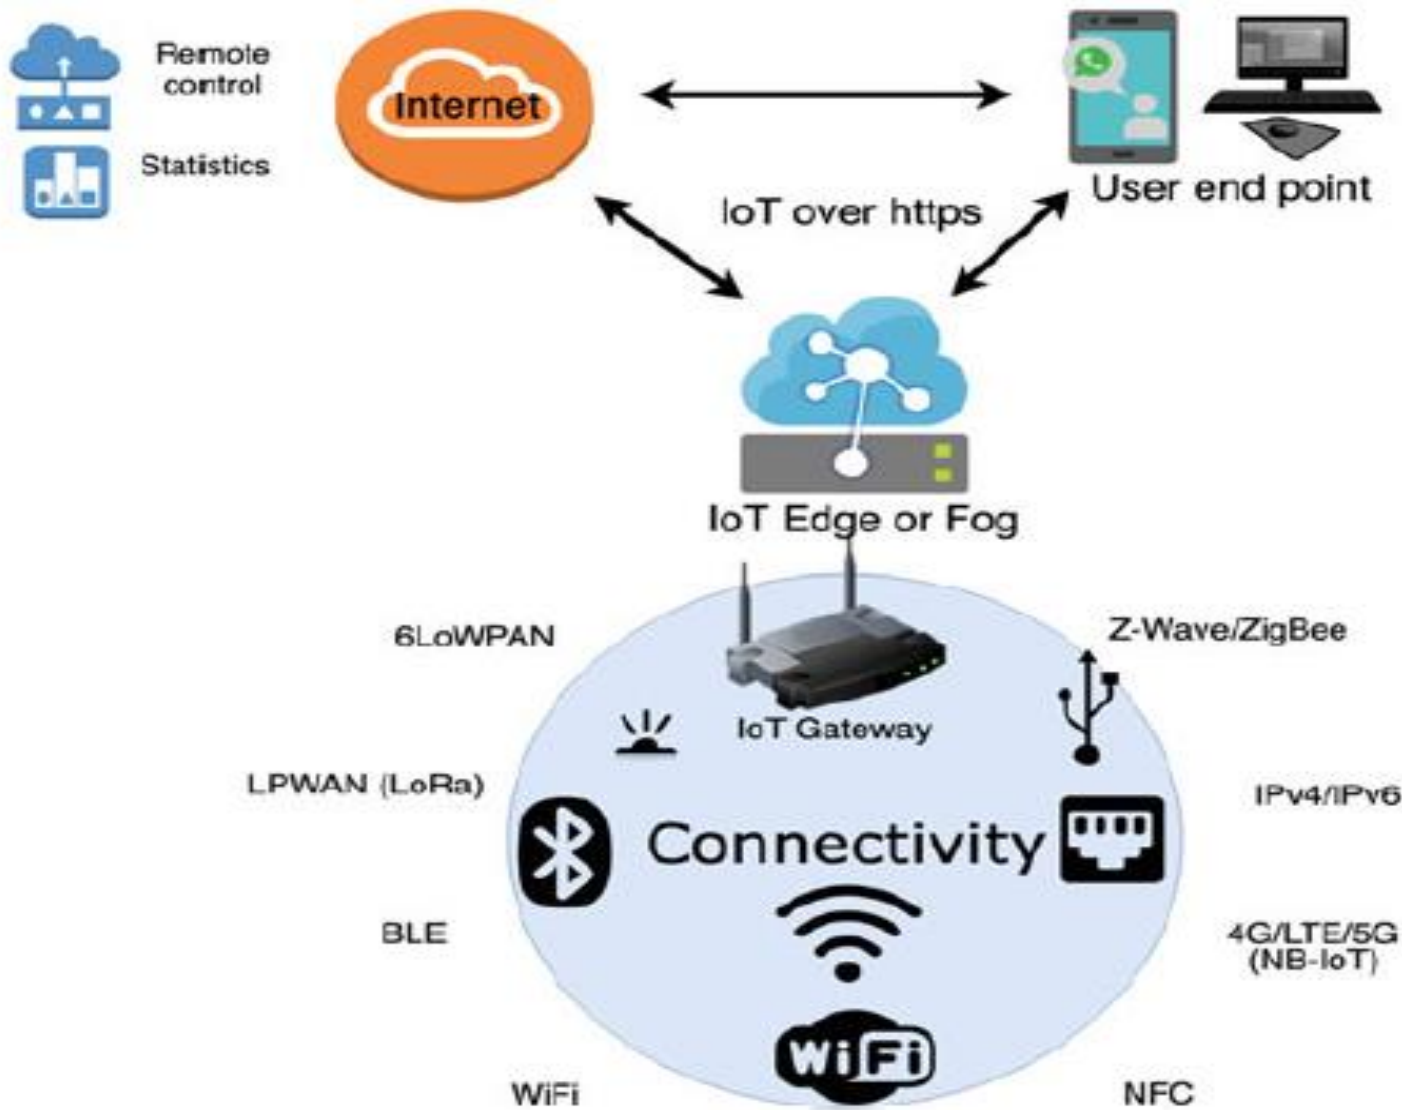 Remote
control
Statistics
Internet
User end point
IoT over https
IoT Edge or Fog
6LoWPAN
Z-Wave/ZigBee
IoT Gateway
LPWAN (LoRa)
IPv4/IPv6
Connectivity
BLE
4G/LTE/5G
(NB-IoT)
WiFi
WiFi
NFC